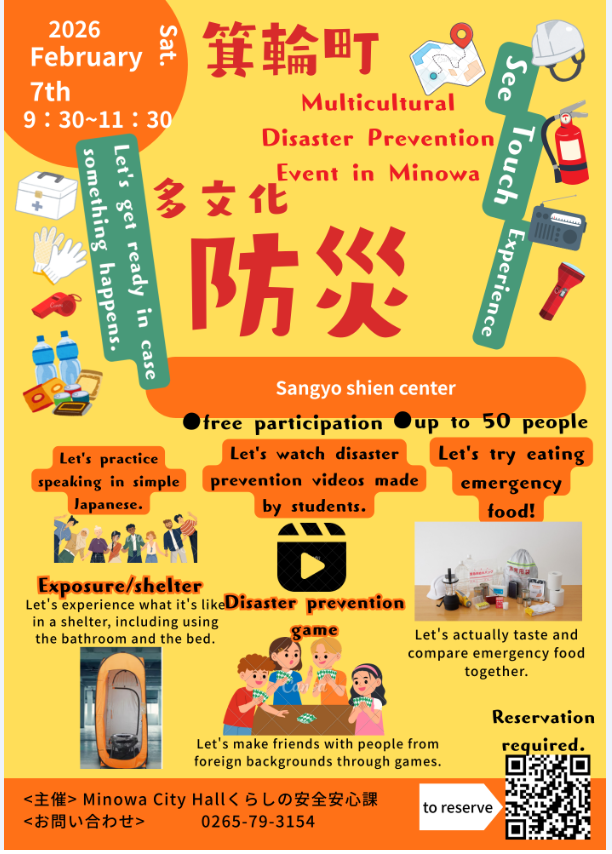 2026
February
7th
Sat.
9：30~11：30
箕輪町
Multicultural
Disaster Prevention
Event in Minowa
See
Touch
Experience
Let's get ready in case
something happens.
多文化
防災
Sangyo shien center
●free participation ●up to 50 people
Let's practice
speaking in simple
Japanese.
Let's watch disaster
prevention videos made
by students.
Let's try eating
emergency
food!
Exposure/shelter
Let's experience what it's like
in a shelter, including using
the bathroom and the bed.
Disaster prevention
game
Let's actually taste and
compare emergency food
together.
Let's make friends with people from
foreign backgrounds through games.
Reservation
required.
<主催> Minowa City Hallくらしの安全安心課
<お問い合わせ> 0265-79-3154
to reserve